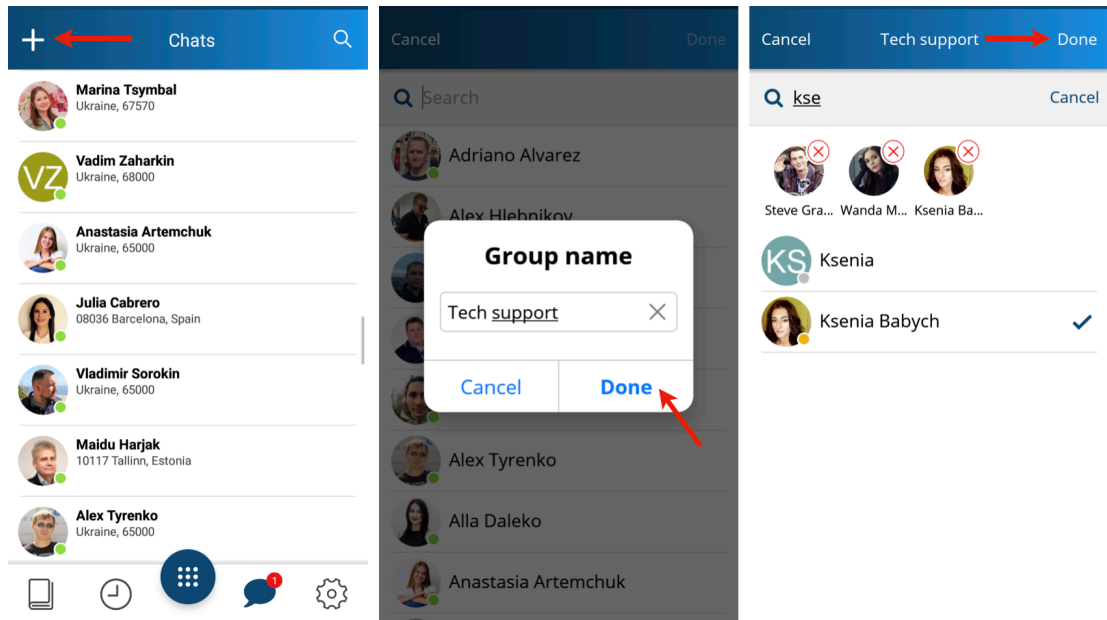 Chats
Marina Tsymbal
Ukraine, 67570
VZ
Vadim Zaharkin
Ukraine, 68000
Anastasia Artemchuk
Ukraine, 65000
Julia Cabrero
08036 Barcelona, Spain
Vladimir Sorokin
Ukraine, 65000
Maidu Harjak
10117 Tallinn, Estonia
Alex Tyrenko
Ukraine, 65000
1
Cancel Done
Search
Adriano Alvarez
Alex Hlebnikov
Group name
Tech support
Cancel Done
Alex Tyrenko
Alla Daleko
Anastasia Artemchuk
Cancel Tech support Done
kse Cancel
Steve Gra... Wanda M... Ksenia Ba...
KS Ksenia
Ksenia Babych